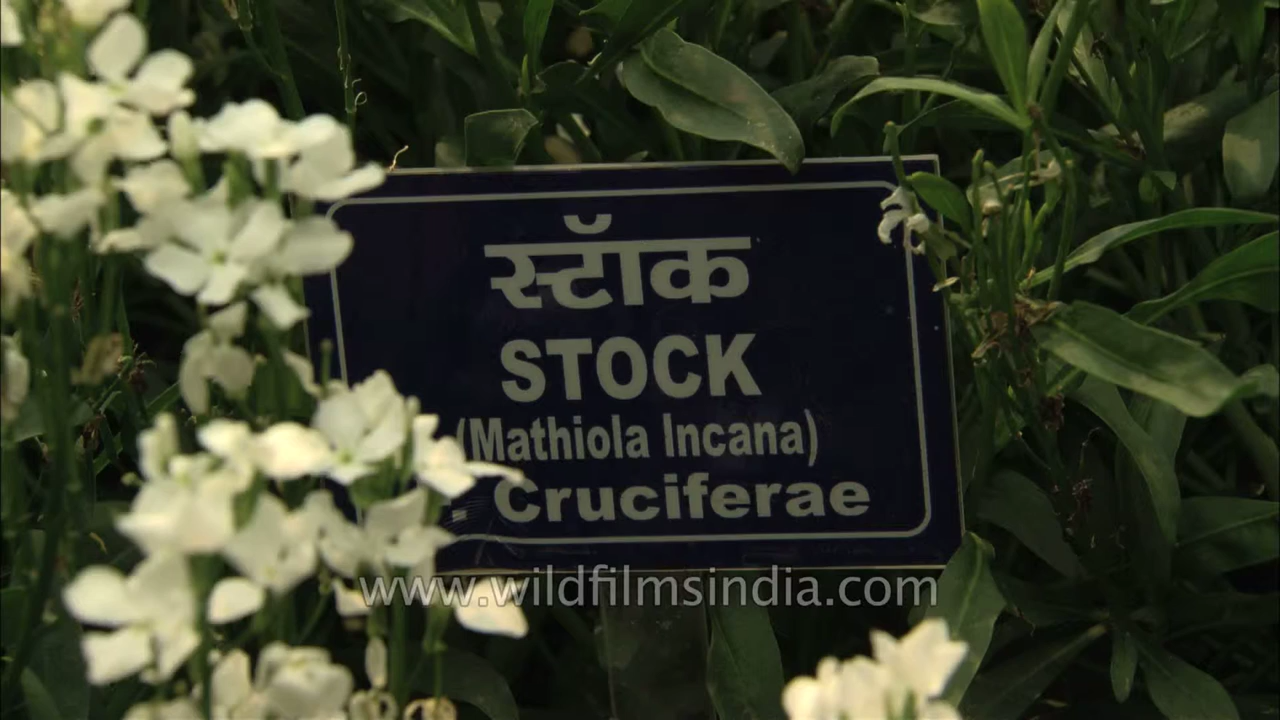 स्टॉक
STOCK
(Mathiola Incana)
. Cruciferae
www.wildfilmsindia.com